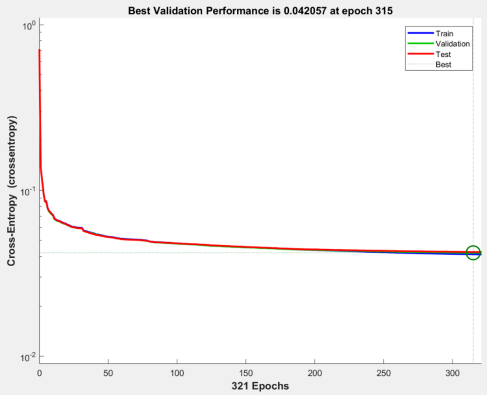 Best Validation Performance is 0.042057 at epoch 315
10^0
Train
Validation
Test
Best
10^-1
Cross-Entropy (crossentropy)
10^-2
0 50 100 150 200 250 300
321 Epochs